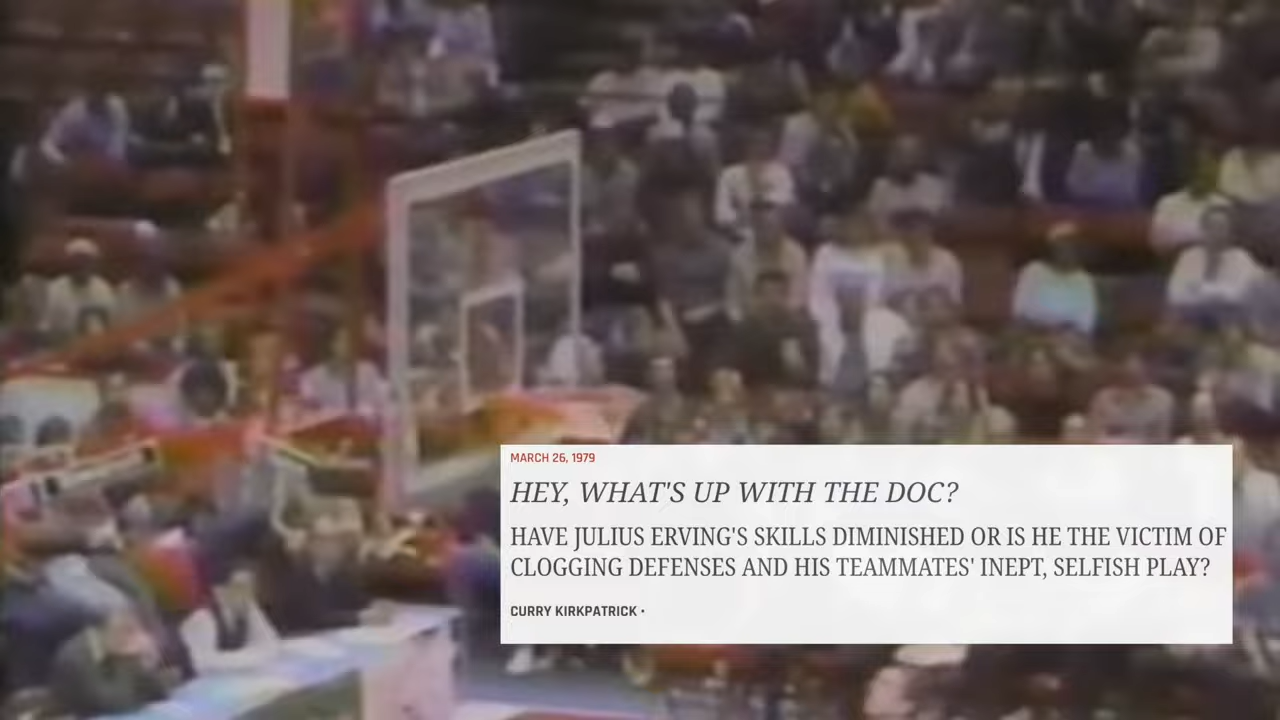 MARCH 26, 1979
HEY, WHAT'S UP WITH THE DOC?
HAVE JULIUS ERVING'S SKILLS DIMINISHED OR IS HE THE VICTIM OF
CLOGGING DEFENSES AND HIS TEAMMATES' INEPT, SELFISH PLAY?
CURRY KIRKPATRICK •